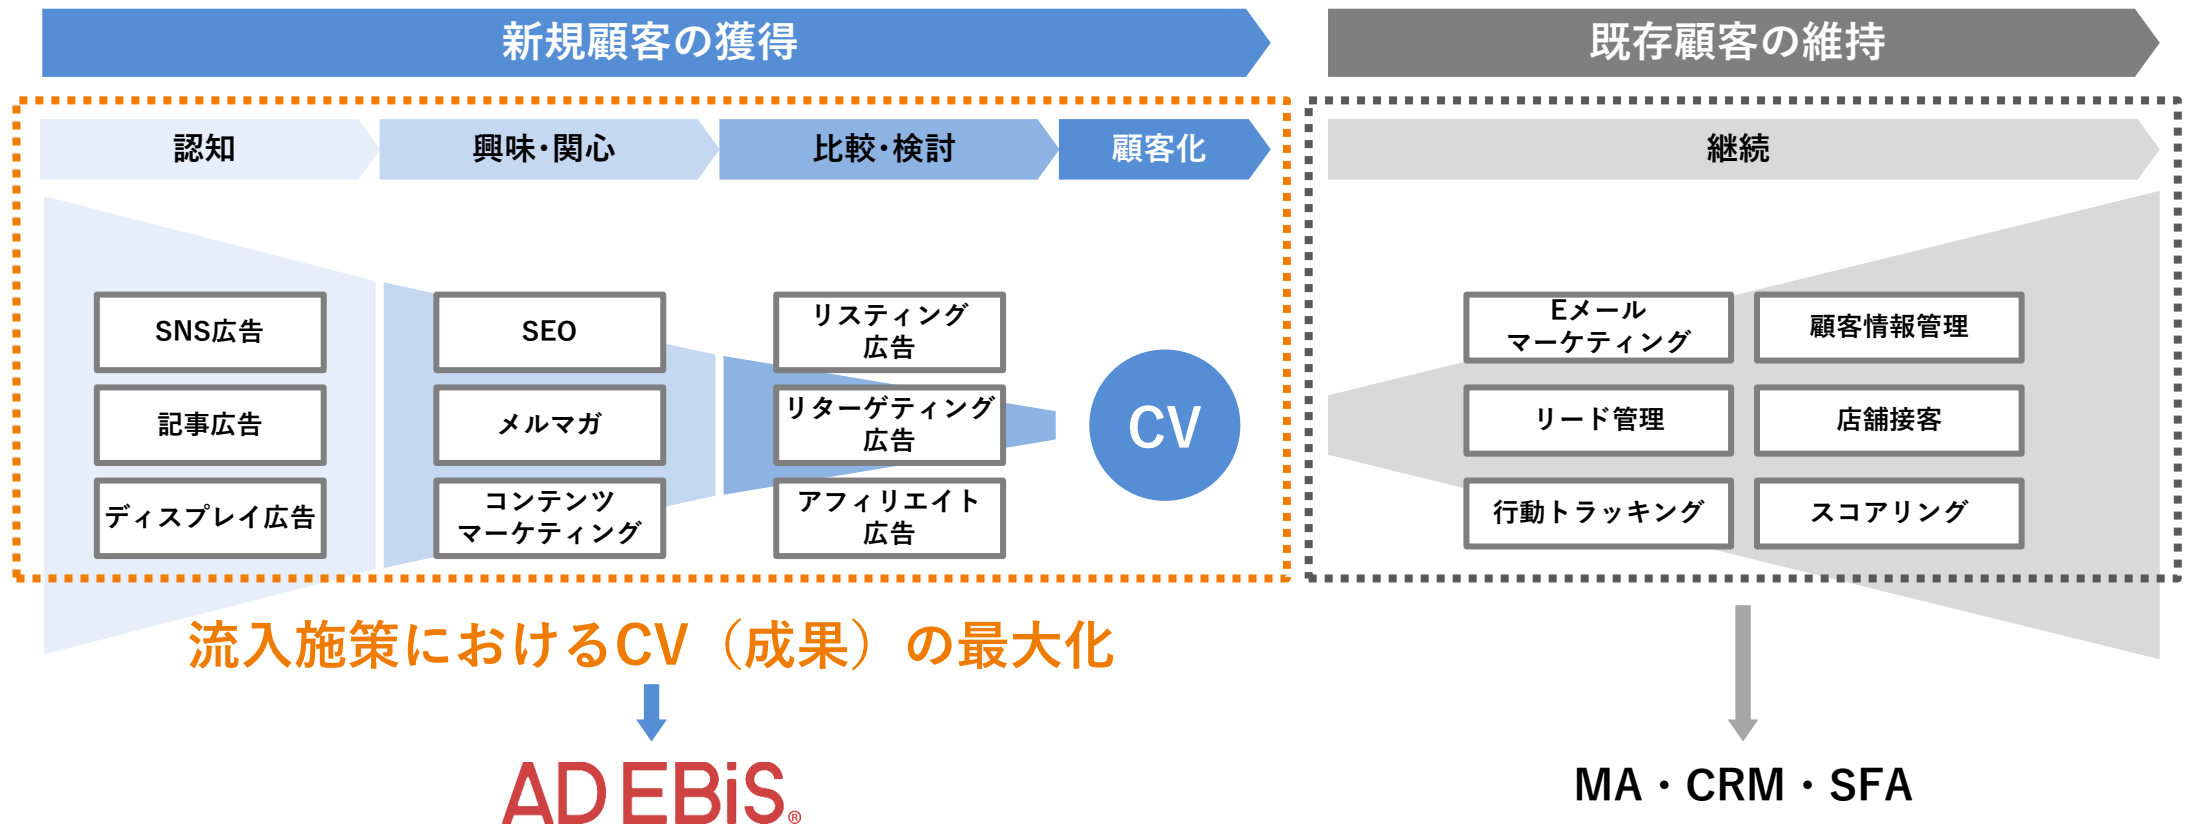 新規顧客の獲得
既存顧客の維持
認知
興味・関心
比較・検討
顧客化
継続
SNS広告
記事広告
ディスプレイ広告
SEO
メルマガ
コンテンツ
マーケティング
リスティング
広告
リターゲティング
広告
アフィリエイト
広告
CV
Eメール
マーケティング
顧客情報管理
リード管理
店舗接客
行動トラッキング
スコアリング
流入施策におけるCV（成果）の最大化
AD EBiS®
MA・CRM・SFA